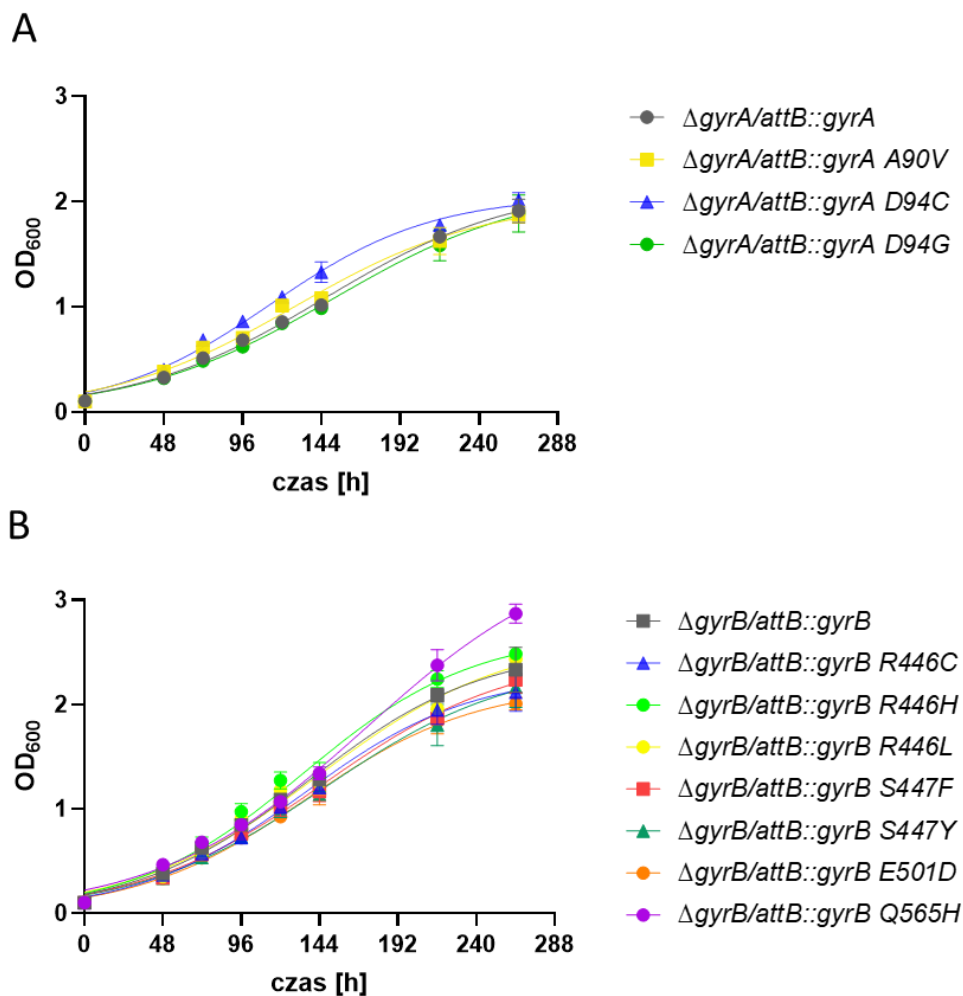 A
3
2
1
0
OD600
0 48 96 144 192 240 288
czas [h]
ΔgyrA/attB::gyrA
ΔgyrA/attB::gyrA A90V
ΔgyrA/attB::gyrA D94C
ΔgyrA/attB::gyrA D94G
B
3
2
1
0
OD600
0 48 96 144 192 240 288
czas [h]
ΔgyrB/attB::gyrB
ΔgyrB/attB::gyrB R446C
ΔgyrB/attB::gyrB R446H
ΔgyrB/attB::gyrB R446L
ΔgyrB/attB::gyrB S447F
ΔgyrB/attB::gyrB S447Y
ΔgyrB/attB::gyrB E501D
ΔgyrB/attB::gyrB Q565H